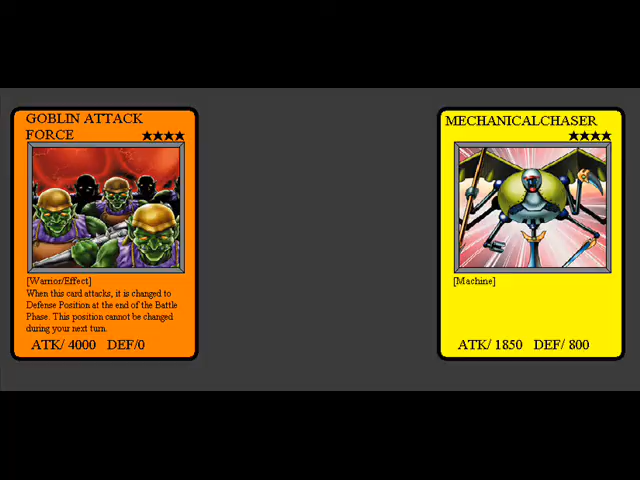 GOBLIN ATTACK
FORCE
[Warrior/Effect]
When this card attacks, it is changed to
Defense Position at the end of the Battle
Phase. This position cannot be changed
during your next turn.
ATK/ 4000 DEF/0
MECHANICALCHASER
[Machine]
ATK/ 1850 DEF/ 800